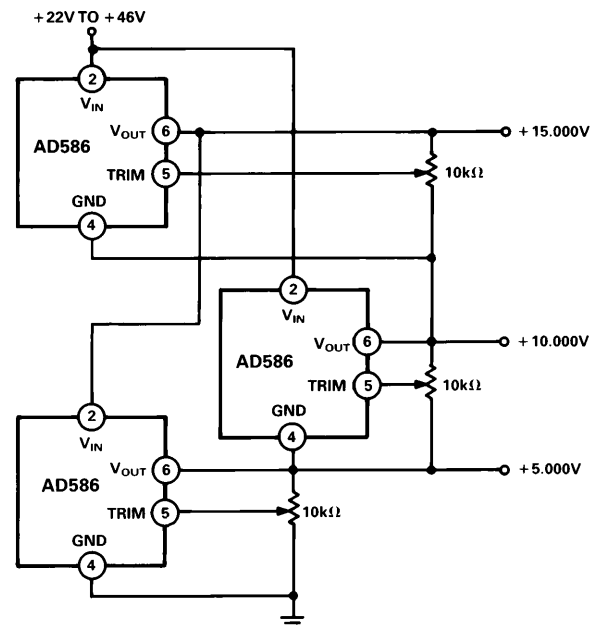 +22V TO +46V
2
VIN
VOUT
6
+15.000V
AD586
TRIM
5
10kΩ
GND
4
2
VIN
VOUT
6
+10.000V
AD586
TRIM
5
10kΩ
GND
4
2
VIN
VOUT
6
+5.000V
AD586
TRIM
5
10kΩ
GND
4